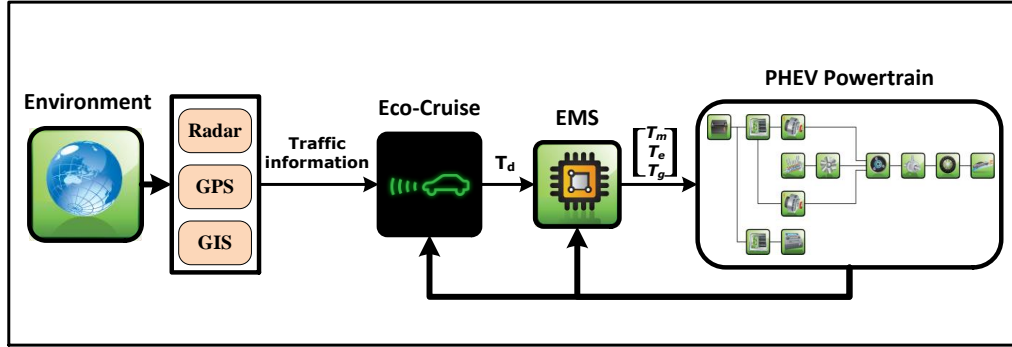 Environment
Radar
GPS
GIS
Traffic
information
Eco-Cruise
T_d
EMS
T_m
T_e
T_g
PHEV Powertrain